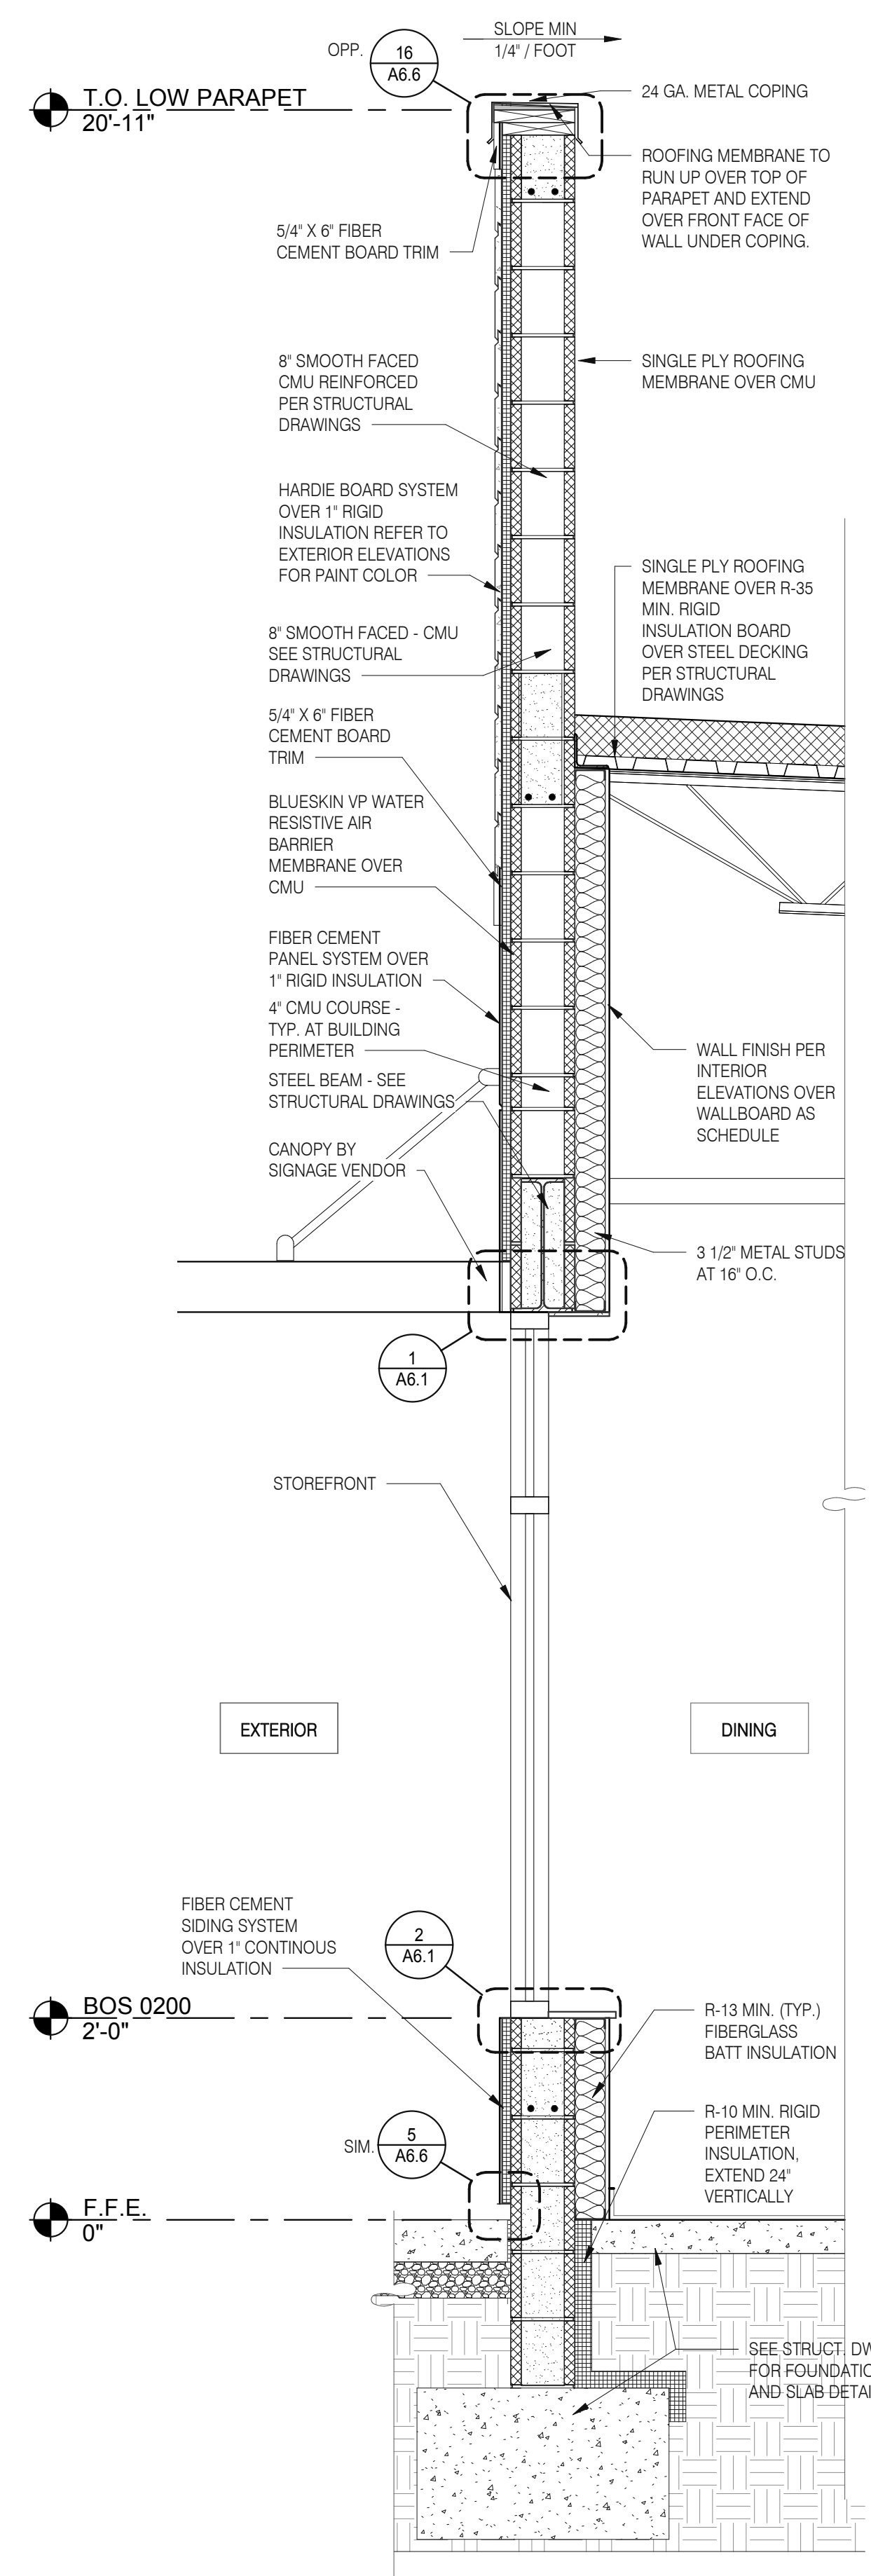 SLOPE MIN
1/4" / FOOT
OPP.
16
A6.6
T.O. LOW PARAPET
20'-11"
24 GA. METAL COPING
ROOFING MEMBRANE TO
RUN UP OVER TOP OF
PARAPET AND EXTEND
OVER FRONT FACE OF
WALL UNDER COPING.
5/4" X 6" FIBER
CEMENT BOARD TRIM
8" SMOOTH FACED
CMU REINFORCED
PER STRUCTURAL
DRAWINGS
SINGLE PLY ROOFING
MEMBRANE OVER CMU
HARDIE BOARD SYSTEM
OVER 1" RIGID
INSULATION REFER TO
EXTERIOR ELEVATIONS
FOR PAINT COLOR
SINGLE PLY ROOFING
MEMBRANE OVER R-35
MIN. RIGID
INSULATION BOARD
OVER STEEL DECKING
PER STRUCTURAL
DRAWINGS
8" SMOOTH FACED - CMU
SEE STRUCTURAL
DRAWINGS
5/4" X 6" FIBER
CEMENT BOARD
TRIM
BLUESKIN VP WATER
RESISTIVE AIR
BARRIER
MEMBRANE OVER
CMU
FIBER CEMENT
PANEL SYSTEM OVER
1" RIGID INSULATION
4" CMU COURSE -
TYP. AT BUILDING
PERIMETER
STEEL BEAM - SEE
STRUCTURAL DRAWINGS
CANOPY BY
SIGNAGE VENDOR
WALL FINISH PER
INTERIOR
ELEVATIONS OVER
WALLBOARD AS
SCHEDULE
3 1/2" METAL STUDS
AT 16" O.C.
1
A6.1
STOREFRONT
EXTERIOR
DINING
FIBER CEMENT
SIDING SYSTEM
OVER 1" CONTINOUS
INSULATION
2
A6.1
BOS 0200
2'-0"
R-13 MIN. (TYP.)
FIBERGLASS
BATT INSULATION
R-10 MIN. RIGID
PERIMETER
INSULATION,
EXTEND 24"
VERTICALLY
SIM.
5
A6.6
F.F.E.
0"
SEE STRUCT.
FOR
AND SLAB